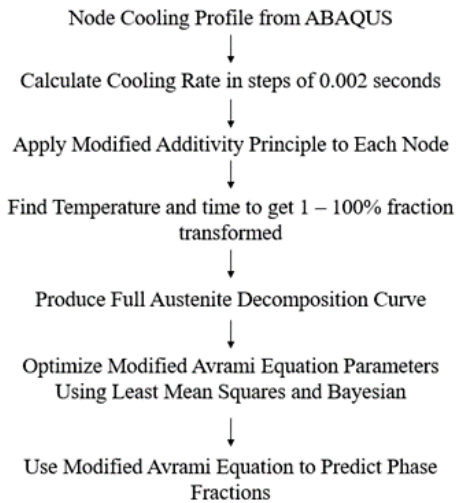 Node Cooling Profile from ABAQUS
Calculate Cooling Rate in steps of 0.002 seconds
Apply Modified Additivity Principle to Each Node
Find Temperature and time to get 1 – 100% fraction
transformed
Produce Full Austenite Decomposition Curve
Optimize Modified Avrami Equation Parameters
Using Least Mean Squares and Bayesian
Use Modified Avrami Equation to Predict Phase
Fractions